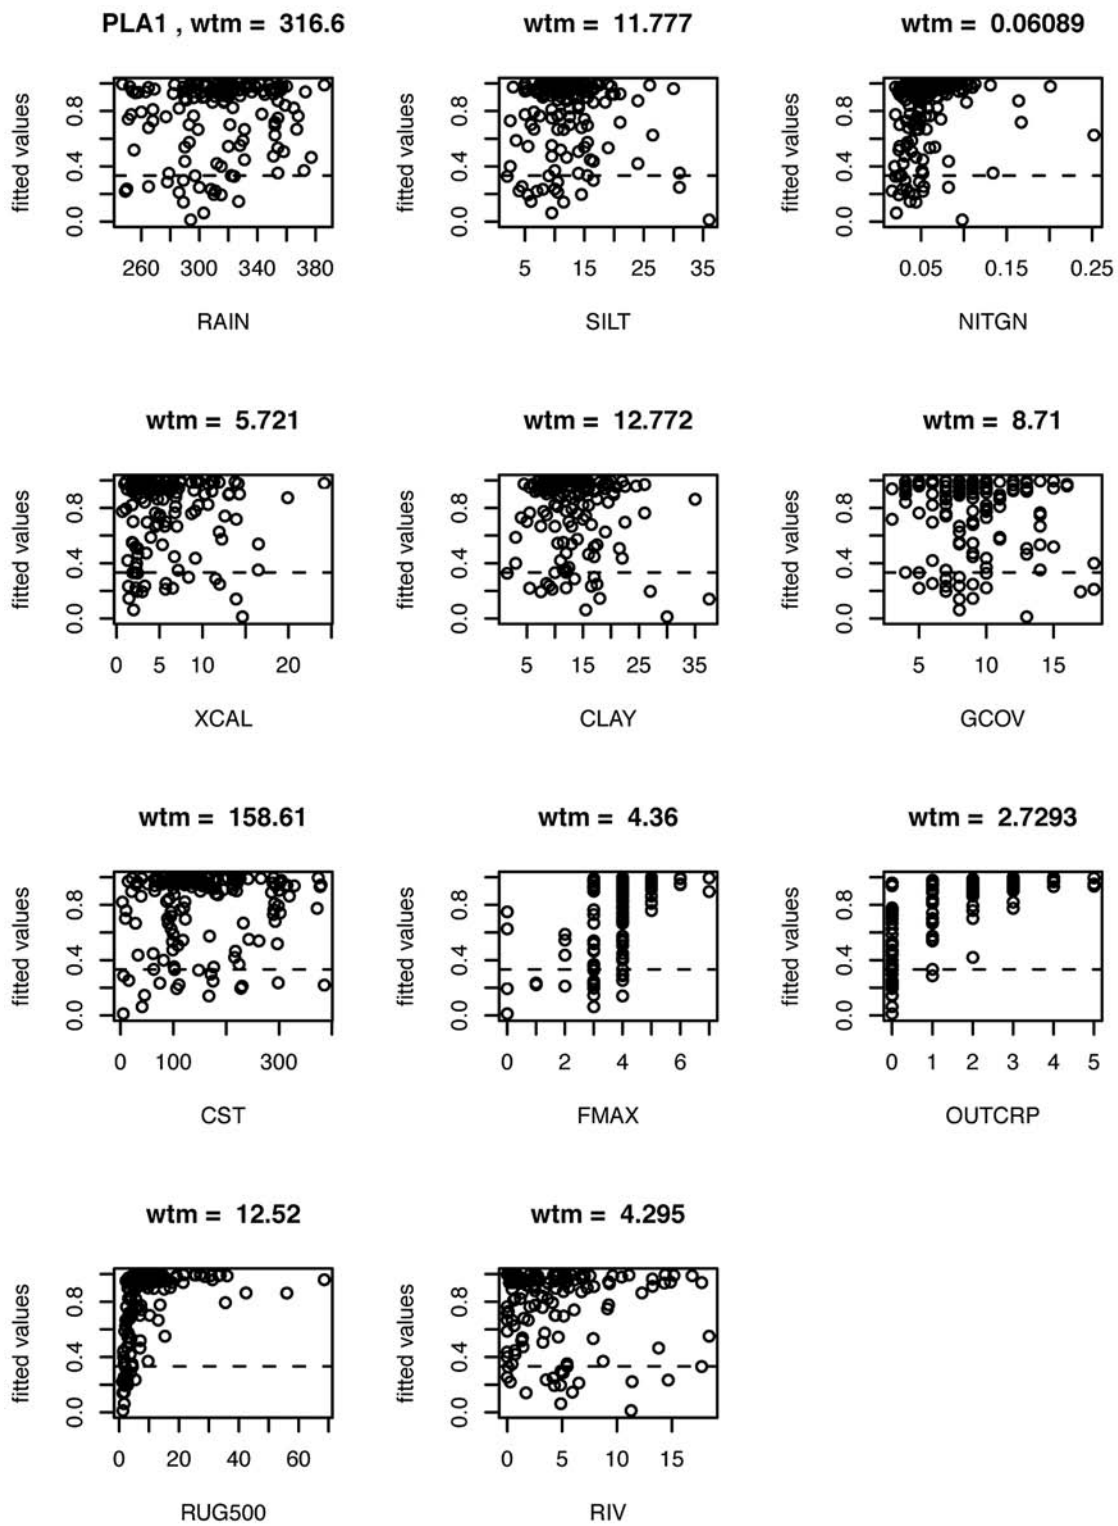 PLA1 , wtm = 316.6 wtm = 11.777 wtm = 0.06089
fitted values 0.0 0.4 0.8 fitted values 0.0 0.4 0.8 fitted values 0.0 0.4 0.8
260 300 340 380 5 15 25 35 0.05 0.15 0.25
RAIN SILT NITGN
wtm = 5.721 wtm = 12.772 wtm = 8.71
fitted values 0.0 0.4 0.8 fitted values 0.0 0.4 0.8 fitted values 0.0 0.4 0.8
0 5 10 20 5 15 25 35 5 10 15
XCAL CLAY GCOV
wtm = 158.61 wtm = 4.36 wtm = 2.7293
fitted values 0.0 0.4 0.8 fitted values 0.0 0.4 0.8 fitted values 0.0 0.4 0.8
0 100 300 0 2 4 6 0 1 2 3 4 5
CST FMAX OUTCRP
wtm = 12.52 wtm = 4.295
fitted values 0.0 0.4 0.8 fitted values 0.0 0.4 0.8
0 20 40 60 0 5 10 15
RUG500 RIV